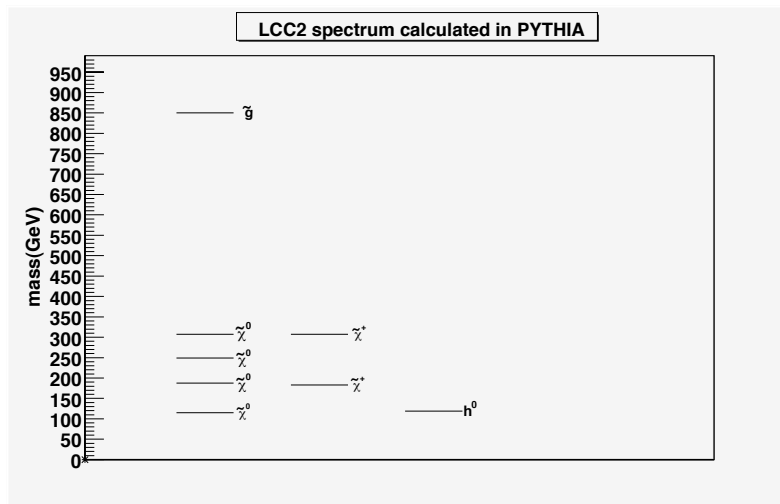 LCC2 spectrum calculated in PYTHIA
mass(GeV)
950
900
850
800
750
700
650
600
550
500
450
400
350
300
250
200
150
100
50
0
g̃
χ̃⁰ χ̃⁺
χ̃⁰
χ̃⁰ χ̃⁺
χ̃⁰ h⁰